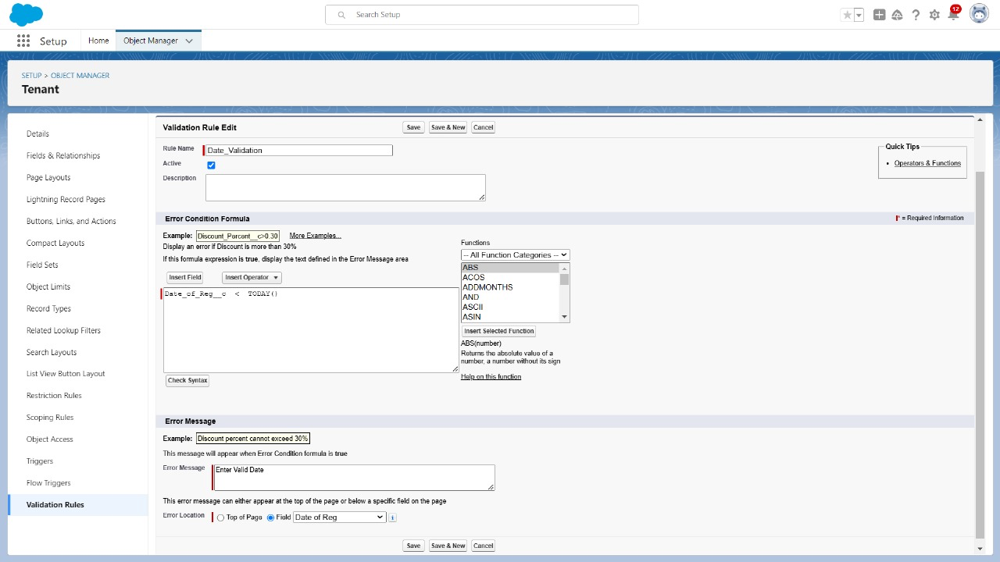 Search Setup
12
Setup
Home
Object Manager
SETUP > OBJECT MANAGER
Tenant
Details
Fields & Relationships
Page Layouts
Lightning Record Pages
Buttons, Links, and Actions
Compact Layouts
Field Sets
Object Limits
Record Types
Related Lookup Filters
Search Layouts
List View Button Layout
Restriction Rules
Scoping Rules
Object Access
Triggers
Flow Triggers
Validation Rules
Validation Rule Edit
Save
Save & New
Cancel
Rule Name
Date_Validation
Active
Description
Quick Tips
• Operators & Functions
Error Condition Formula
= Required Information
Example: Discount_Percent__c>0.30 More Examples...
Display an error if Discount is more than 30%
If this formula expression is true, display the text defined in the Error Message area
Insert Field
Insert Operator
Date_of_Reg__c < TODAY()
Check Syntax
Functions
-- All Function Categories --
ABS
ACOS
ADDMONTHS
AND
ASCII
ASIN
Insert Selected Function
ABS(number)
Returns the absolute value of a
number, a number without its sign
Help on this function
Error Message
Example: Discount percent cannot exceed 30%
This message will appear when Error Condition formula is true
Error Message
Enter Valid Date
This error message can either appear at the top of the page or below a specific field on the page
Error Location
Top of Page
Field
Date of Reg
i
Save
Save & New
Cancel